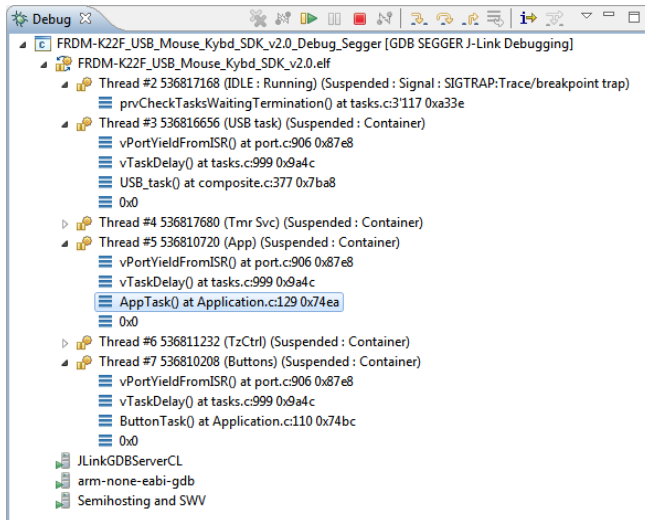 Debug
FRDM-K22F_USB_Mouse_Kybd_SDK_v2.0_Debug_Segger [GDB SEGGER J-Link Debugging]
FRDM-K22F_USB_Mouse_Kybd_SDK_v2.0.elf
Thread #2 536817168 (IDLE : Running) (Suspended : Signal : SIGTRAP:Trace/breakpoint trap)
prvCheckTasksWaitingTermination() at tasks.c:3'117 0xa33e
Thread #3 536816656 (USB task) (Suspended : Container)
vPortYieldFromISR() at port.c:906 0x87e8
vTaskDelay() at tasks.c:999 0x9a4c
USB_task() at composite.c:377 0x7ba8
0x0
Thread #4 536817680 (Tmr Svc) (Suspended : Container)
Thread #5 536810720 (App) (Suspended : Container)
vPortYieldFromISR() at port.c:906 0x87e8
vTaskDelay() at tasks.c:999 0x9a4c
AppTask() at Application.c:129 0x74ea
0x0
Thread #6 536811232 (TzCtrl) (Suspended : Container)
Thread #7 536810208 (Buttons) (Suspended : Container)
vPortYieldFromISR() at port.c:906 0x87e8
vTaskDelay() at tasks.c:999 0x9a4c
ButtonTask() at Application.c:110 0x74bc
0x0
JLinkGDBServerCL
arm-none-eabi-gdb
Semihosting and SWV